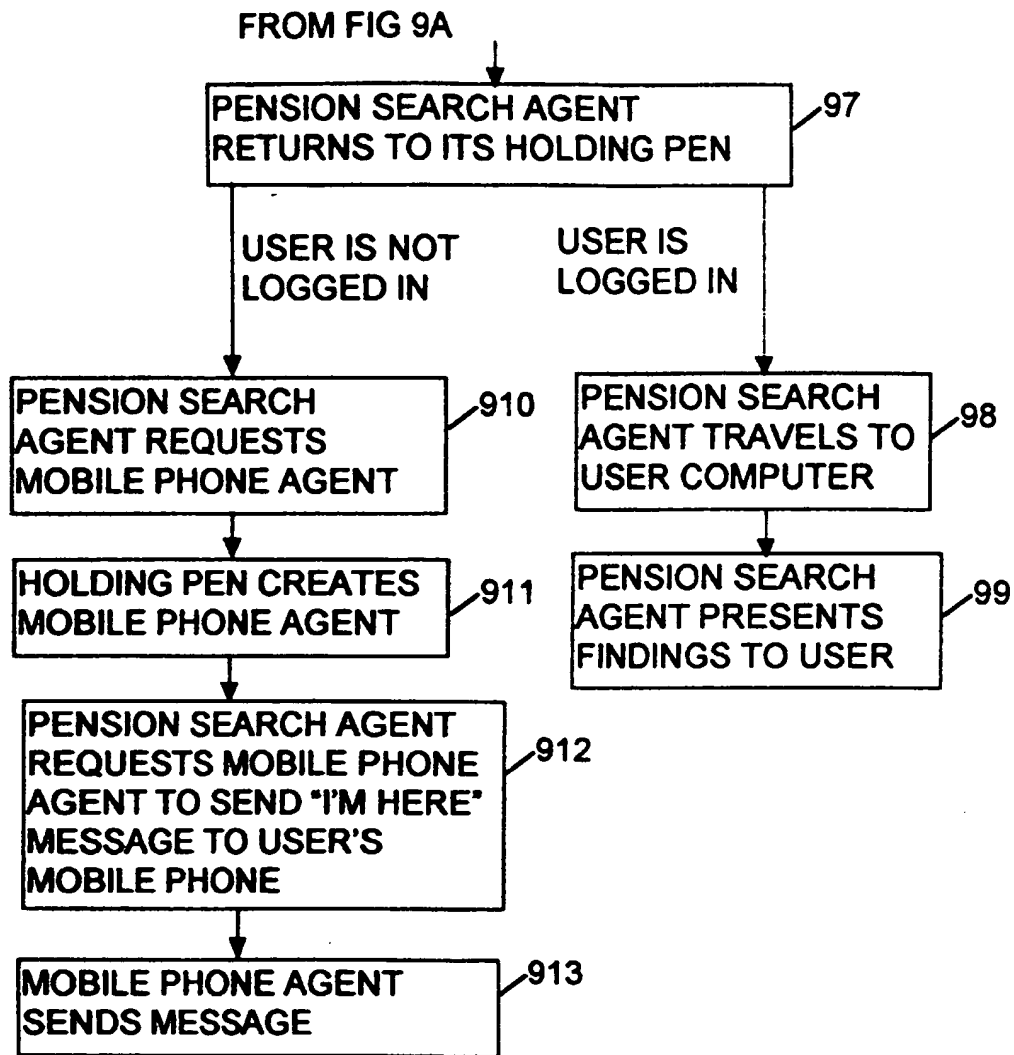 FROM FIG 9A
PENSION SEARCH AGENT
RETURNS TO ITS HOLDING PEN
97
USER IS NOT
LOGGED IN
USER IS
LOGGED IN
PENSION SEARCH
AGENT REQUESTS
MOBILE PHONE AGENT
910
PENSION SEARCH
AGENT TRAVELS TO
USER COMPUTER
98
HOLDING PEN CREATES
MOBILE PHONE AGENT
911
PENSION SEARCH
AGENT PRESENTS
FINDINGS TO USER
99
PENSION SEARCH AGENT
REQUESTS MOBILE PHONE
AGENT TO SEND "I'M HERE"
MESSAGE TO USER'S
MOBILE PHONE
912
MOBILE PHONE AGENT
SENDS MESSAGE
913